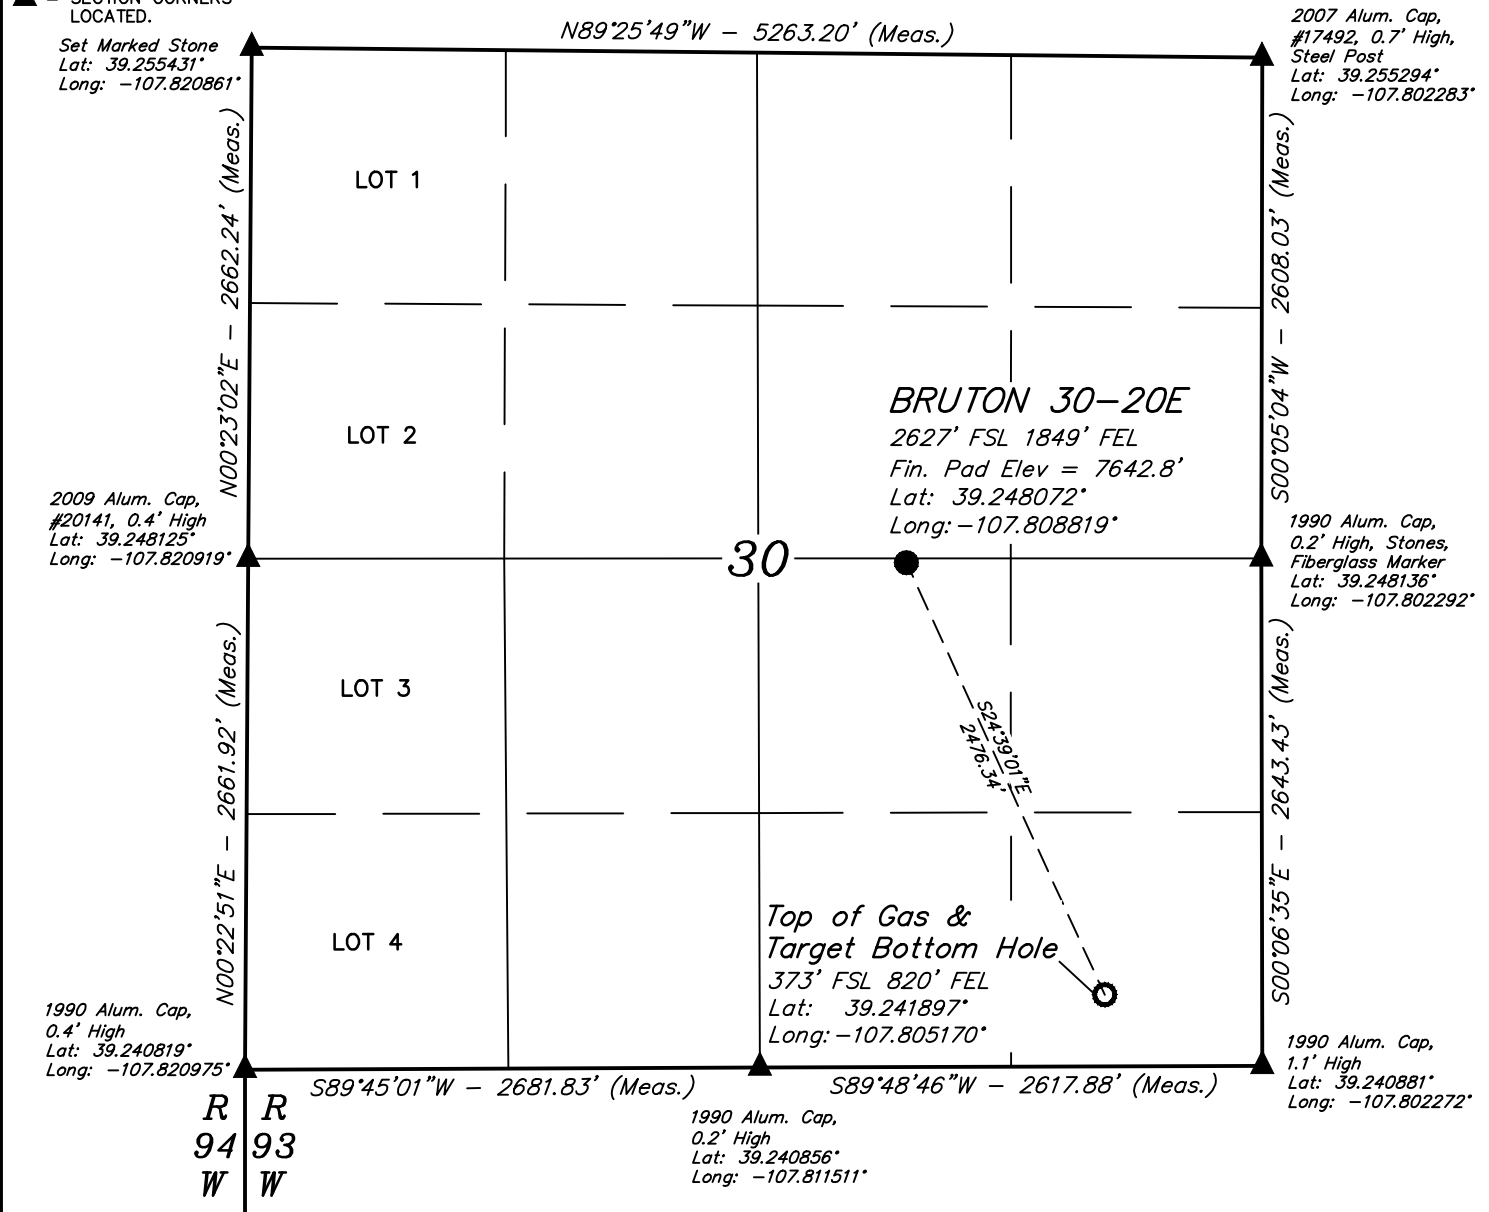 ▲ - SECTION CORNERS
LOCATED.
Set Marked Stone
Lat: 39.255431°
Long: -107.820861°
N89°25'49"W - 5263.20' (Meas.)
2007 Alum. Cap,
#17492, 0.7' High,
Steel Post
Lat: 39.255294°
Long: -107.802283°
N00°23'02"E - 2662.24' (Meas.)
S00°05'04"W - 2608.03' (Meas.)
LOT 1
LOT 2
BRUTON 30-20E
2627' FSL 1849' FEL
Fin. Pad Elev = 7642.8'
Lat: 39.248072°
Long:-107.808819°
2009 Alum. Cap,
#20141, 0.4' High
Lat: 39.248125°
Long: -107.820919°
30
1990 Alum. Cap,
0.2' High, Stones,
Fiberglass Marker
Lat: 39.248136°
Long: -107.802292°
N00°22'51"E - 2661.92' (Meas.)
S00°06'35"E - 2643.43' (Meas.)
LOT 3
S24°39'01"E
2476.34'
LOT 4
Top of Gas &
Target Bottom Hole
373' FSL 820' FEL
Lat: 39.241897°
Long:-107.805170°
1990 Alum. Cap,
0.4' High
Lat: 39.240819°
Long: -107.820975°
S89°45'01"W - 2681.83' (Meas.)
S89°48'46"W - 2617.88' (Meas.)
1990 Alum. Cap,
1.1' High
Lat: 39.240881°
Long: -107.802272°
1990 Alum. Cap,
0.2' High
Lat: 39.240856°
Long: -107.811511°
R R
94 93
W W